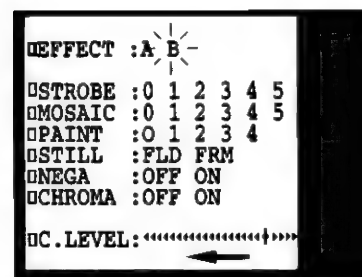 ▯EFFECT :A B
▯STROBE :0 1 2 3 4 5
▯MOSAIC :0 1 2 3 4 5
▯PAINT :0 1 2 3 4
▯STILL :FLD FRM
▯NEGA :OFF ON
▯CHROMA :OFF ON
▯C.LEVEL: